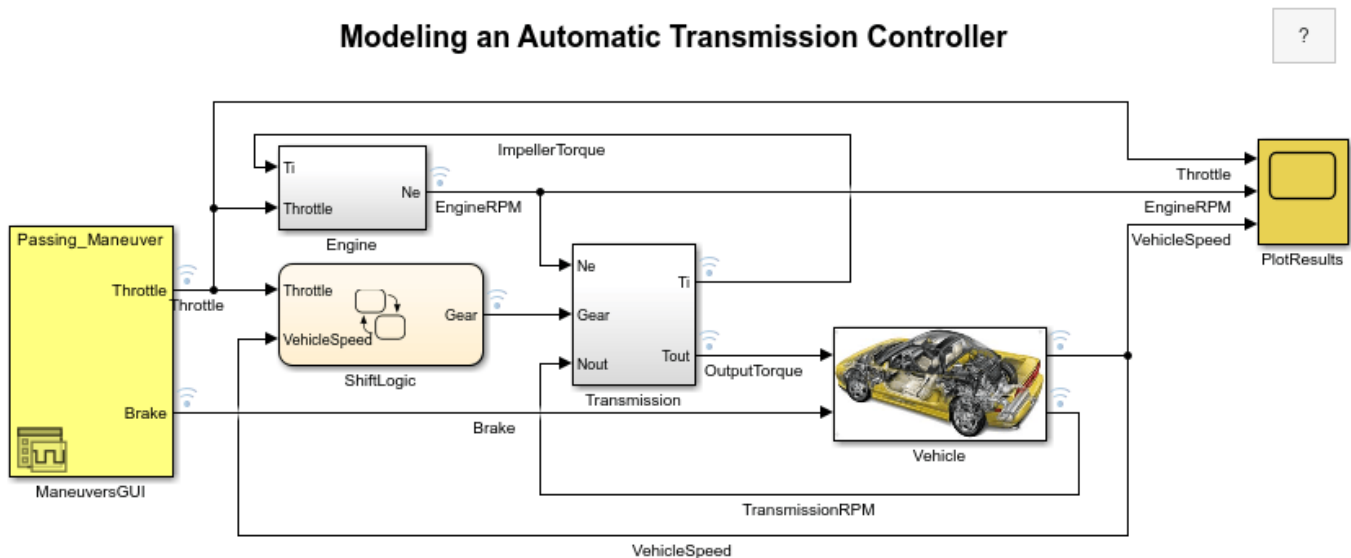 Modeling an Automatic Transmission Controller
?
ImpellerTorque
Ti
Throttle
Ne
EngineRPM
Engine
Throttle
EngineRPM
VehicleSpeed
PlotResults
Passing_Maneuver
Throttle
Throttle
Brake
ManeuversGUI
Throttle
VehicleSpeed
Gear
ShiftLogic
Ne
Gear
Nout
Ti
Tout
Transmission
OutputTorque
Brake
Vehicle
TransmissionRPM
VehicleSpeed